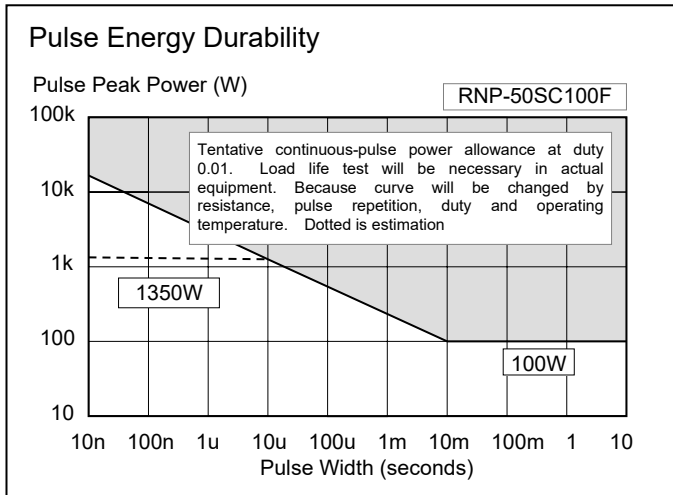 Pulse Energy Durability
Pulse Peak Power (W)
RNP-50SC100F
100k
Tentative continuous-pulse power allowance at duty
0.01. Load life test will be necessary in actual
equipment. Because curve will be changed by
resistance, pulse repetition, duty and operating
temperature. Dotted is estimation
10k
1k
1350W
100
100W
10
10n 100n 1u 10u 100u 1m 10m 100m 1 10
Pulse Width (seconds)